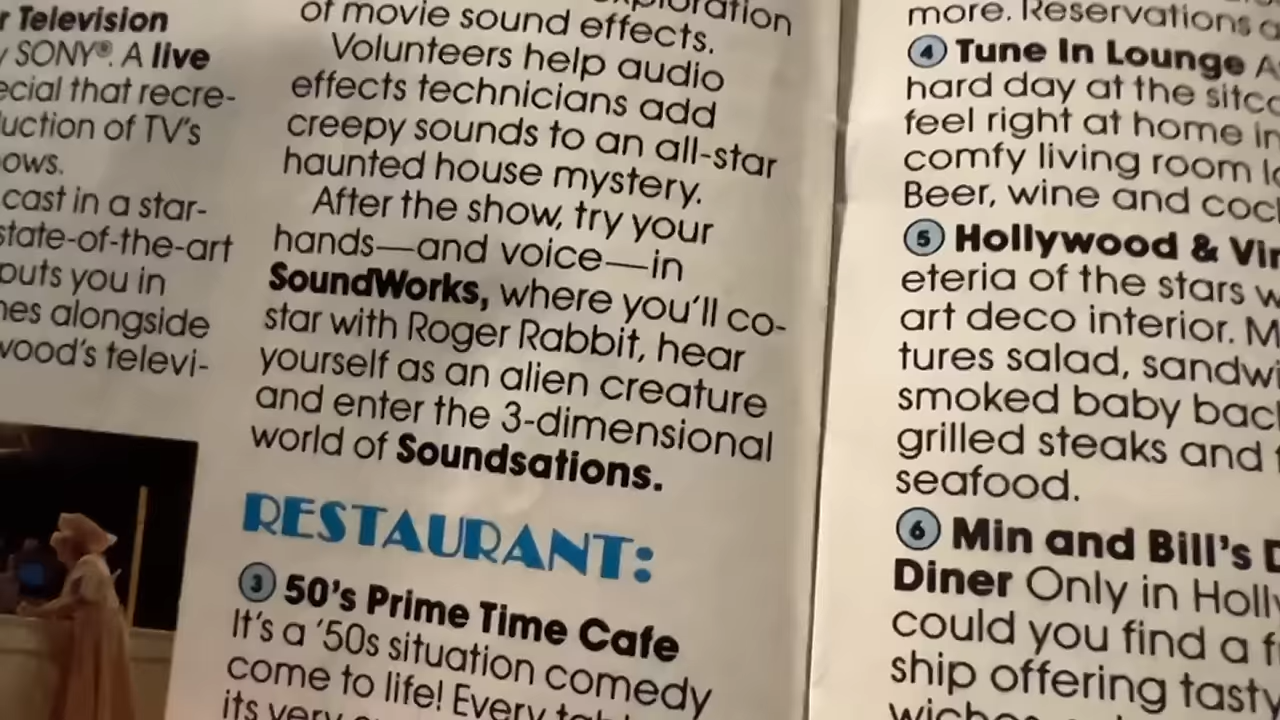 r Television
SONY®. A live
ecial that recre-
uction of TV's
ows.
cast in a star-
state-of-the-art
puts you in
nes alongside
wood's televi-
of movie sound effects.
Volunteers help audio
effects technicians add
creepy sounds to an all-star
haunted house mystery.
After the show, try your
hands—and voice—in
SoundWorks, where you'll co-
star with Roger Rabbit, hear
yourself as an alien creature
and enter the 3-dimensional
world of Soundsations.
RESTAURANT:
3 50's Prime Time Cafe
It's a '50s situation comedy
come to life! Every
its very
more. Reservations
4 Tune In Lounge
hard day at the
feel right at home in
comfy living room
Beer, wine and
5 Hollywood &
eteria of the stars
art deco interior.
tures salad,
smoked baby
grilled steaks and
seafood.
6 Min and Bill's
Diner Only in
could you find a
ship offering tasty